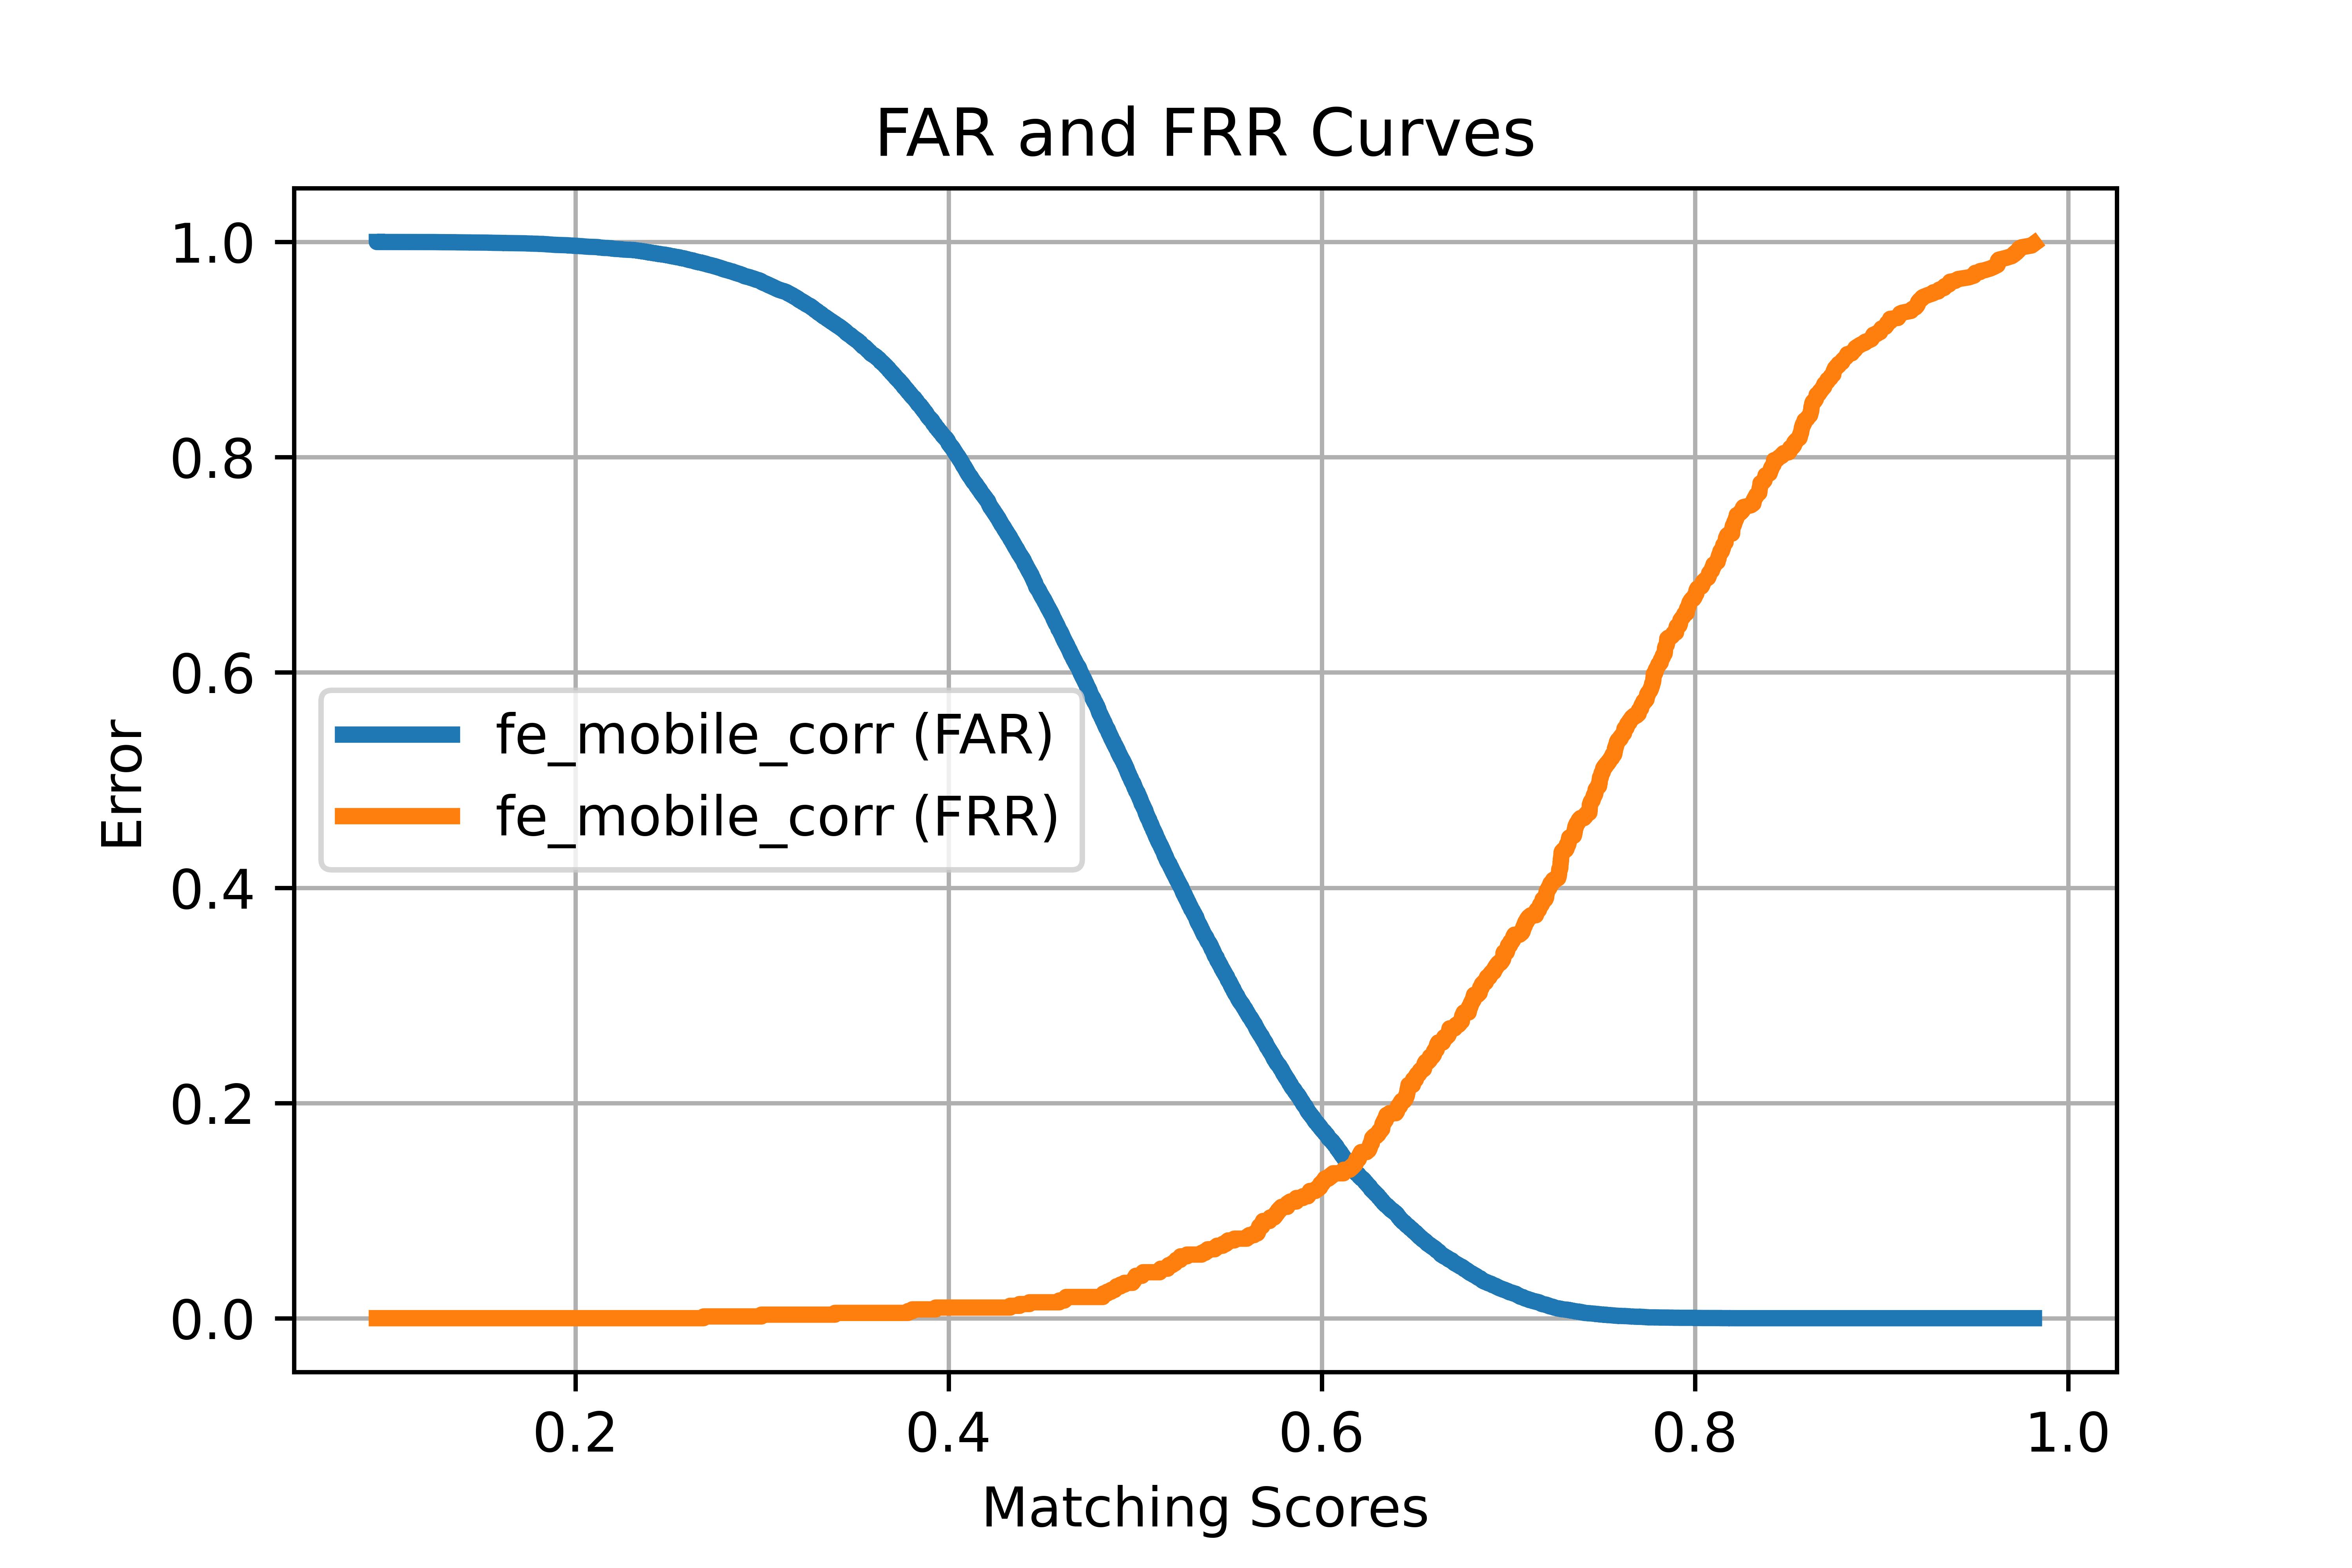 FAR and FRR Curves
1.0
0.8
0.6
0.4
0.2
0.0
Error
fe_mobile_corr (FAR)
fe_mobile_corr (FRR)
0.2 0.4 0.6 0.8 1.0
Matching Scores